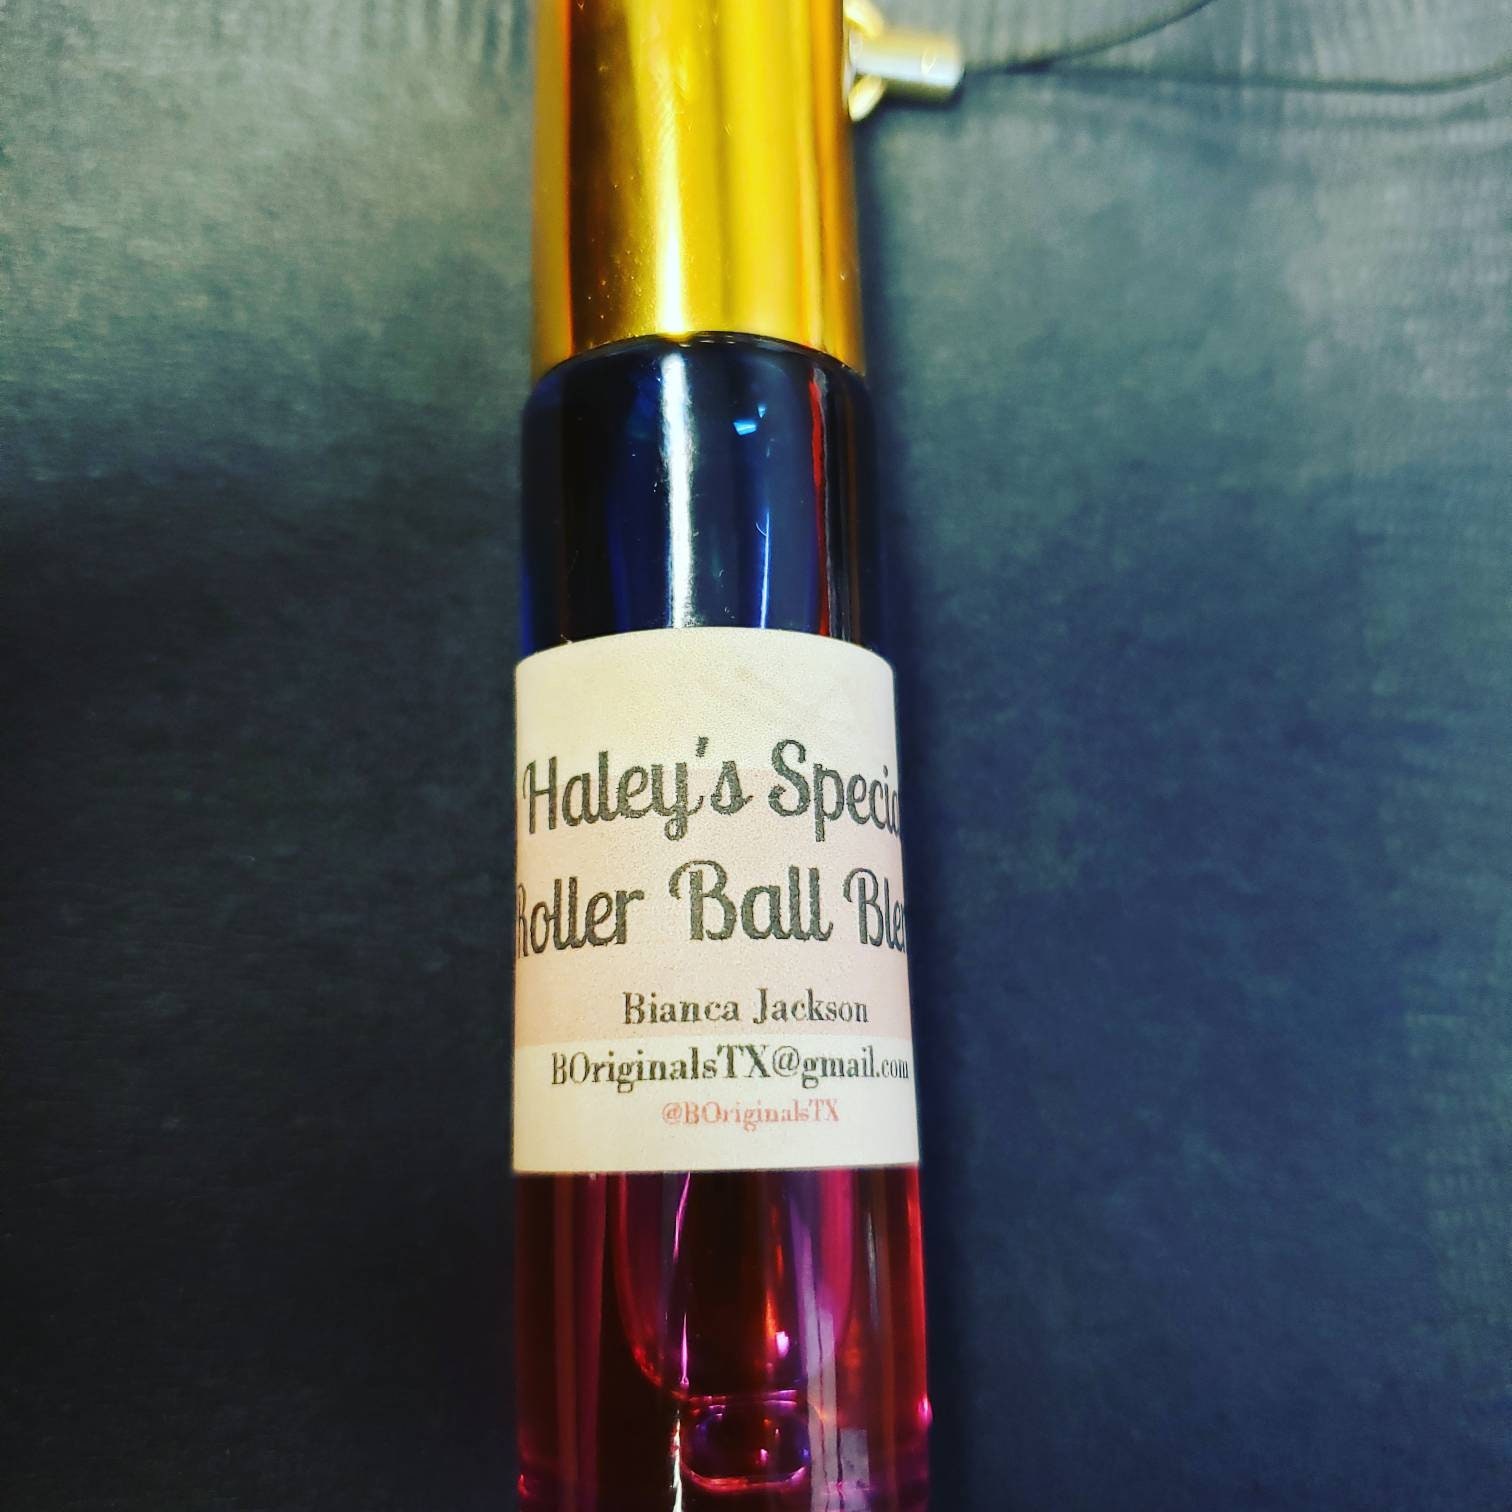 Haley's Specia
Roller Ball Blen
Bianca Jackson
BOriginalsTX@gmail.com
@BOriginalsTX